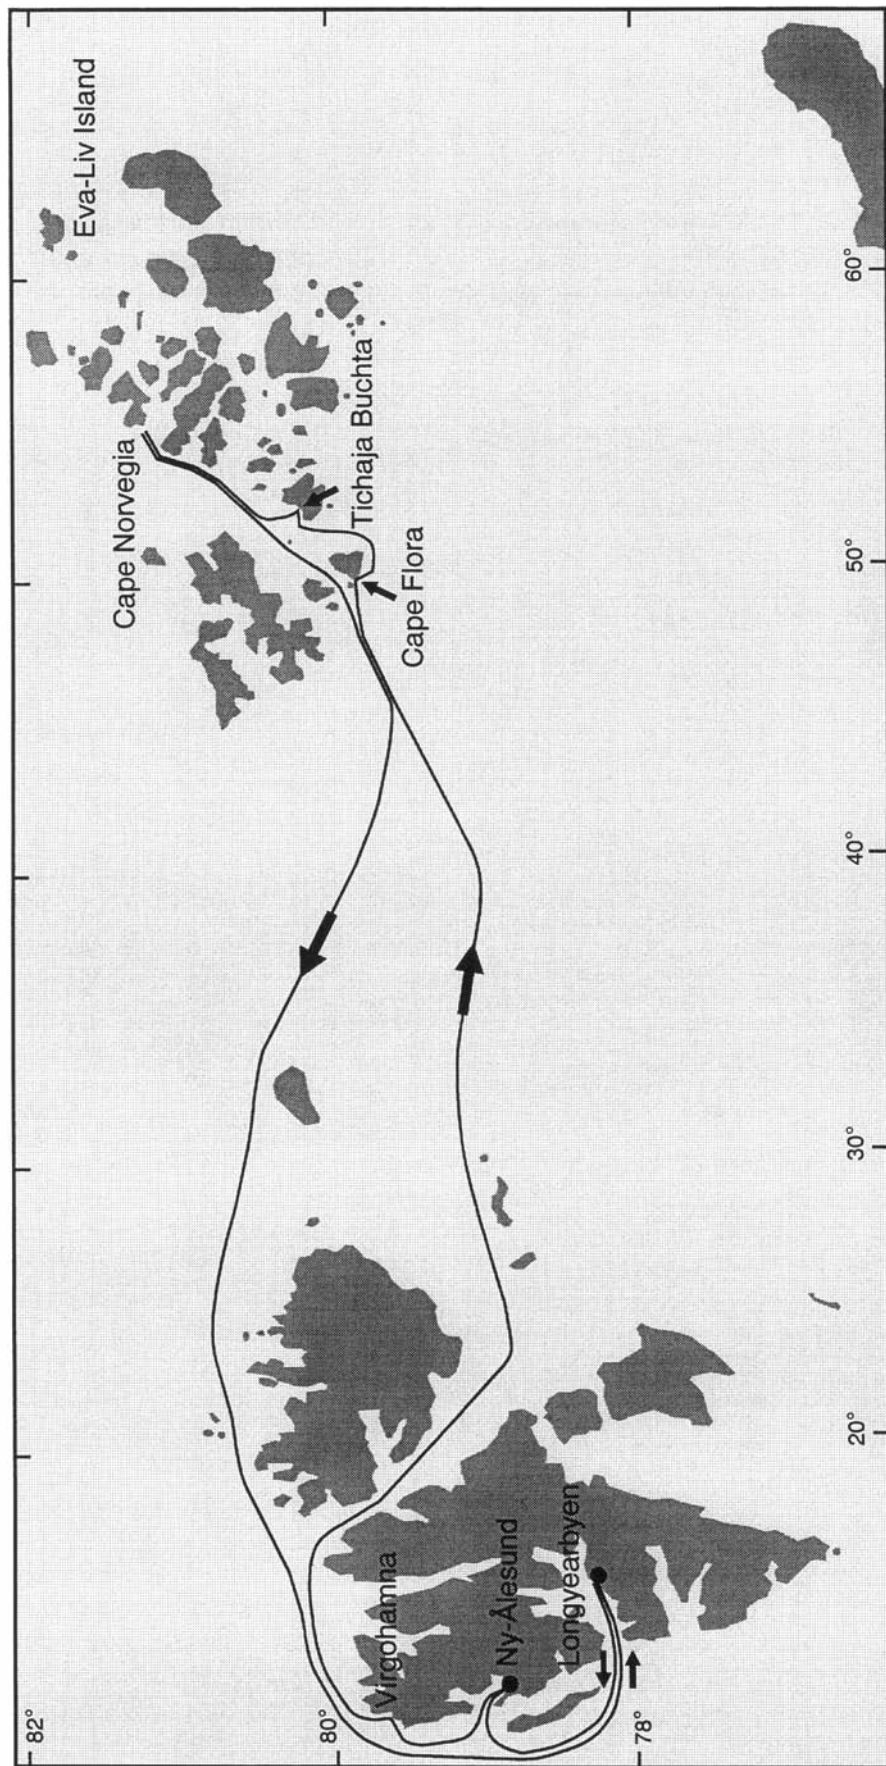 Eva-Liv Island
Cape Norvegia
Tichaja Buchta
Cape Flora
Virgohamna
Ny-Ålesund
Longyearbyen
82°
80°
78°
20°
30°
40°
50°
60°